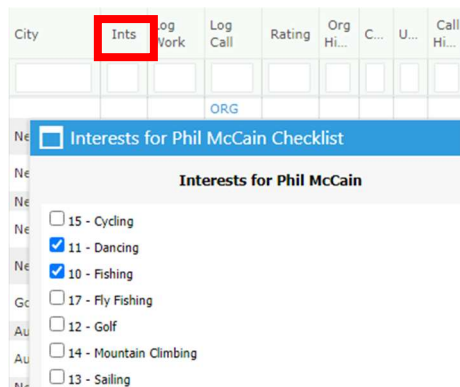 City Ints Log Work Log Call Rating Org Hi... C... U... Call Hi...
ORG
Ne
Interests for Phil McCain Checklist
Ne
Interests for Phil McCain
Ne
Ne
15 - Cycling
11 - Dancing
Ne
10 - Fishing
17 - Fly Fishing
Go
12 - Golf
Au
14 - Mountain Climbing
Au
13 - Sailing